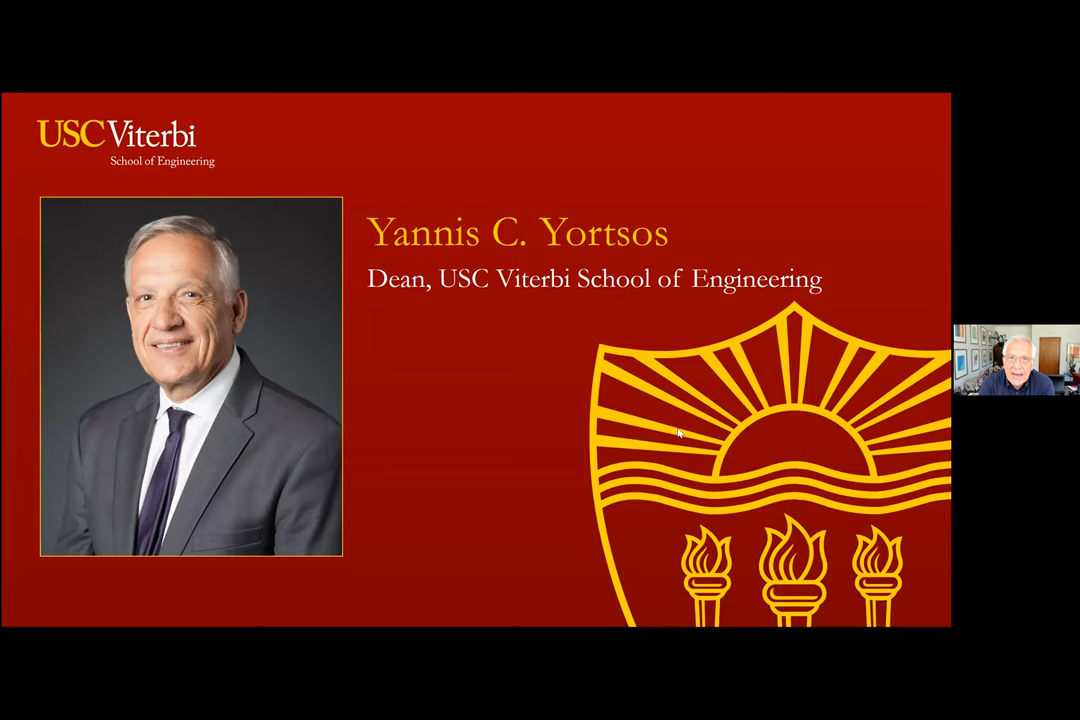 USC Viterbi
School of Engineering
Yannis C. Yortsos
Dean, USC Viterbi School of Engineering